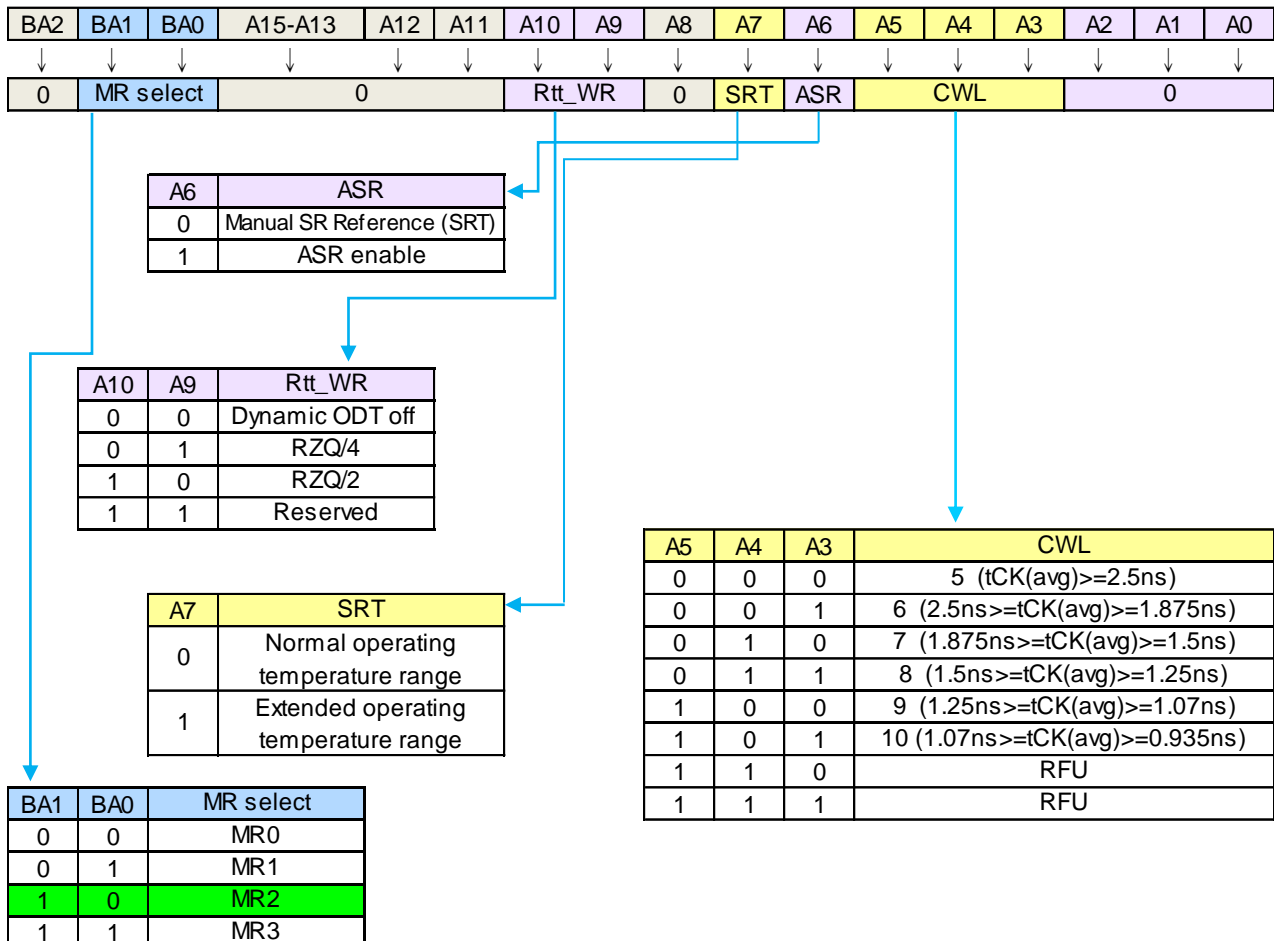 BA2 BA1 BA0 A15-A13 A12 A11 A10 A9 A8 A7 A6 A5 A4 A3 A2 A1 A0
0 MR select 0 Rtt_WR 0 SRT ASR CWL 0
A6 ASR
0 Manual SR Reference (SRT)
1 ASR enable
A10 A9 Rtt_WR
0 0 Dynamic ODT off
0 1 RZQ/4
1 0 RZQ/2
1 1 Reserved
A7 SRT
0 Normal operating
temperature range
1 Extended operating
temperature range
A5 A4 A3 CWL
0 0 0 5 (tCK(avg)>=2.5ns)
0 0 1 6 (2.5ns>=tCK(avg)>=1.875ns)
0 1 0 7 (1.875ns>=tCK(avg)>=1.5ns)
0 1 1 8 (1.5ns>=tCK(avg)>=1.25ns)
1 0 0 9 (1.25ns>=tCK(avg)>=1.07ns)
1 0 1 10 (1.07ns>=tCK(avg)>=0.935ns)
1 1 0 RFU
1 1 1 RFU
BA1 BA0 MR select
0 0 MR0
0 1 MR1
1 0 MR2
1 1 MR3